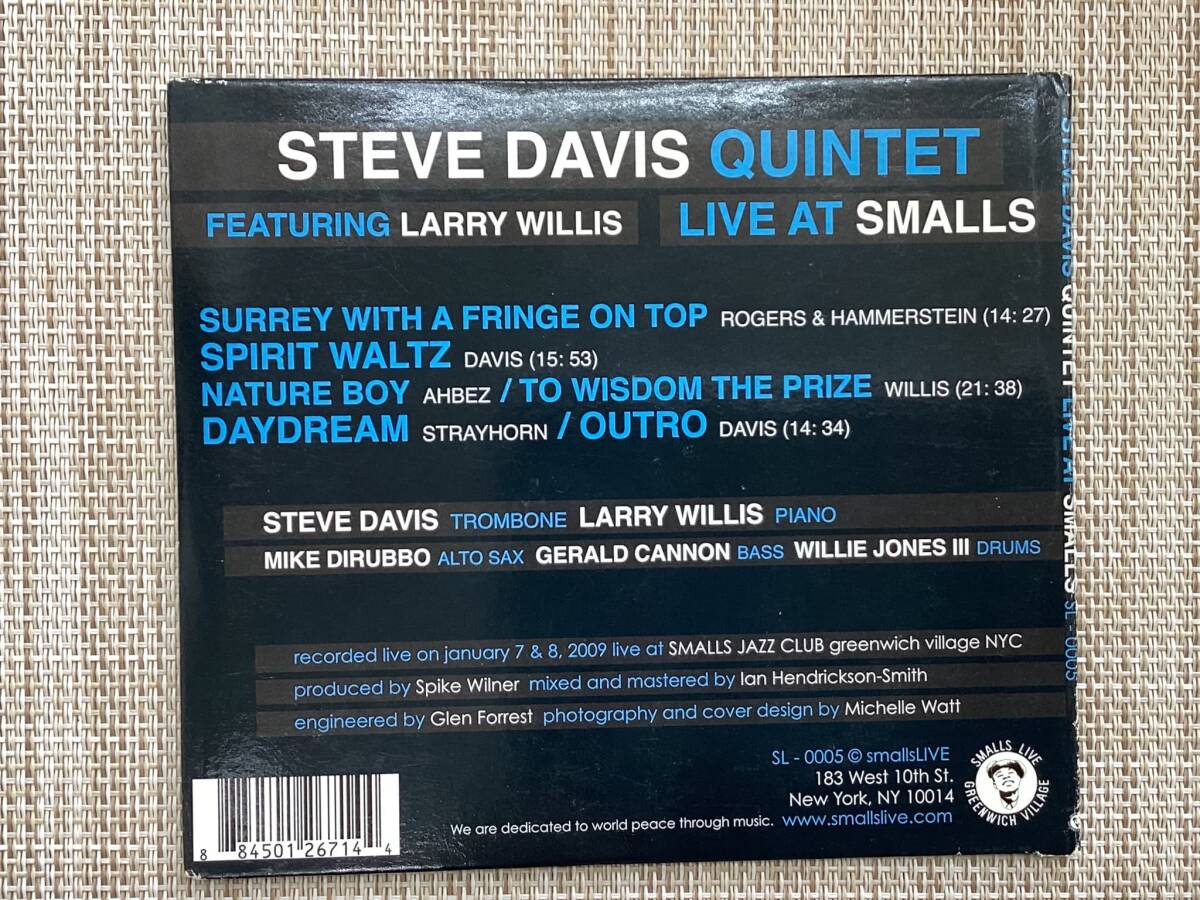 STEVE DAVIS QUINTET
FEATURING LARRY WILLIS LIVE AT SMALLS
SURREY WITH A FRINGE ON TOP ROGERS & HAMMERSTEIN (14: 27)
SPIRIT WALTZ DAVIS (15: 53)
NATURE BOY AHBEZ / TO WISDOM THE PRIZE WILLIS (21: 38)
DAYDREAM STRAYHORN / OUTRO DAVIS (14: 34)
STEVE DAVIS TROMBONE LARRY WILLIS PIANO
MIKE DIRUBBO ALTO SAX GERALD CANNON BASS WILLIE JONES III DRUMS
recorded live on january 7 & 8, 2009 live at SMALLS JAZZ CLUB greenwich village NYC
produced by Spike Wilner mixed and mastered by Ian Hendrickson-Smith
engineered by Glen Forrest photography and cover design by Michelle Watt
SL - 0005 © smallsLIVE
183 West 10th St.
New York, NY 10014
We are dedicated to world peace through music. www.smallslive.com
SMALLS LIVE
GREENWICH VILLAGE
8 84501 26714 4
STEVE DAVIS QUINTET LIVE AT SMALLS SL - 0005